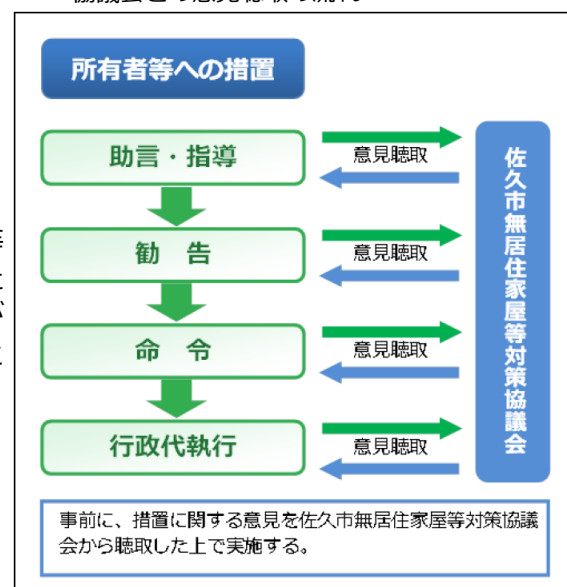 所有者等への措置
助言・指導
意見聴取
勧 告
意見聴取
命 令
意見聴取
行政代執行
意見聴取
佐久市無居住家屋等対策協議会
事前に、措置に関する意見を佐久市無居住家屋等対策協議
会から聴取した上で実施する。